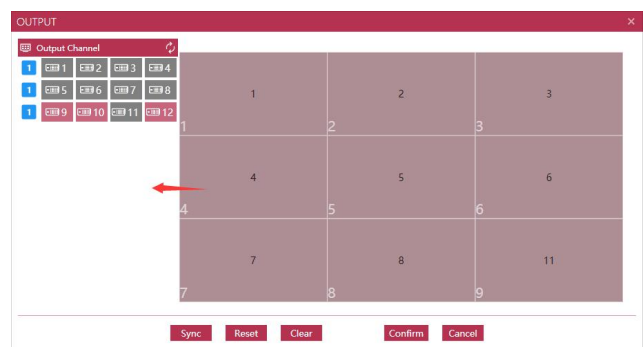 OUTPUT ×
Output Channel
1 1 2 3 4
1 5 6 7 8
1 9 10 11 12
1 2 3
1 2 3
4 5 6
4 5 6
7 8 11
7 8 9
Sync Reset Clear Confirm Cancel